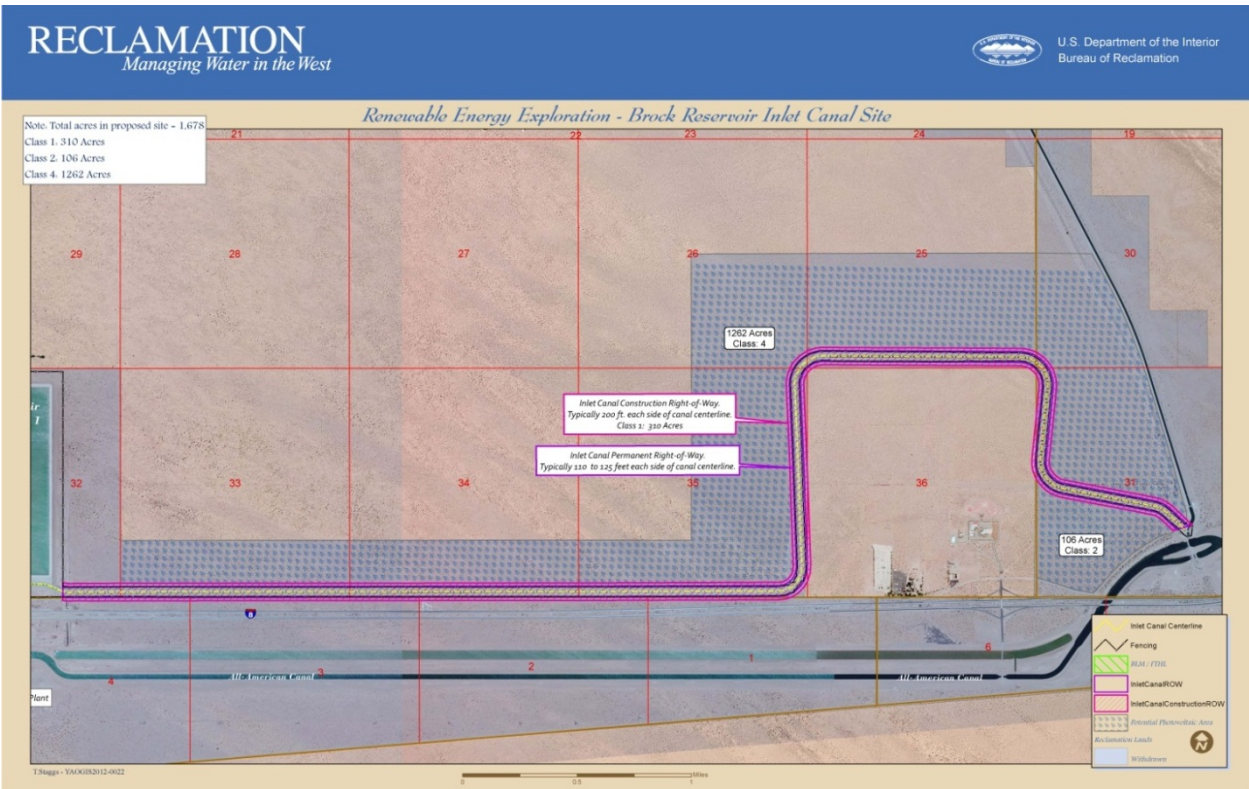 RECLAMATION
Managing Water in the West
U.S. Department of the Interior
Bureau of Reclamation
Renewable Energy Exploration - Brock Reservoir Inlet Canal Site
Note: Total acres in proposed site - 1,678
Class 1: 310 Acres
Class 2: 106 Acres
Class 4: 1262 Acres
21
22
23
24
19
29
28
27
26
25
30
1262 Acres
Class: 4
Inlet Canal Construction Right-of-Way.
Typically 200 ft. each side of canal centerline.
Class 1: 310 Acres
Inlet Canal Permanent Right-of-Way.
Typically 110 to 125 feet each side of canal centerline.
ir
1
32
33
34
35
36
31
106 Acres
Class: 2
8
6
1
2
3
4
All-American Canal
All-American Canal
Plant
Inlet Canal Centerline
Fencing
BLM / FTHL
InletCanalROW
InletCanalConstructionROW
Potential Photovoltaic Area
Reclamation Lands
Withdrawn
N
T.Staggs - YAOGIS2012-0022
0
0.5
1
Miles